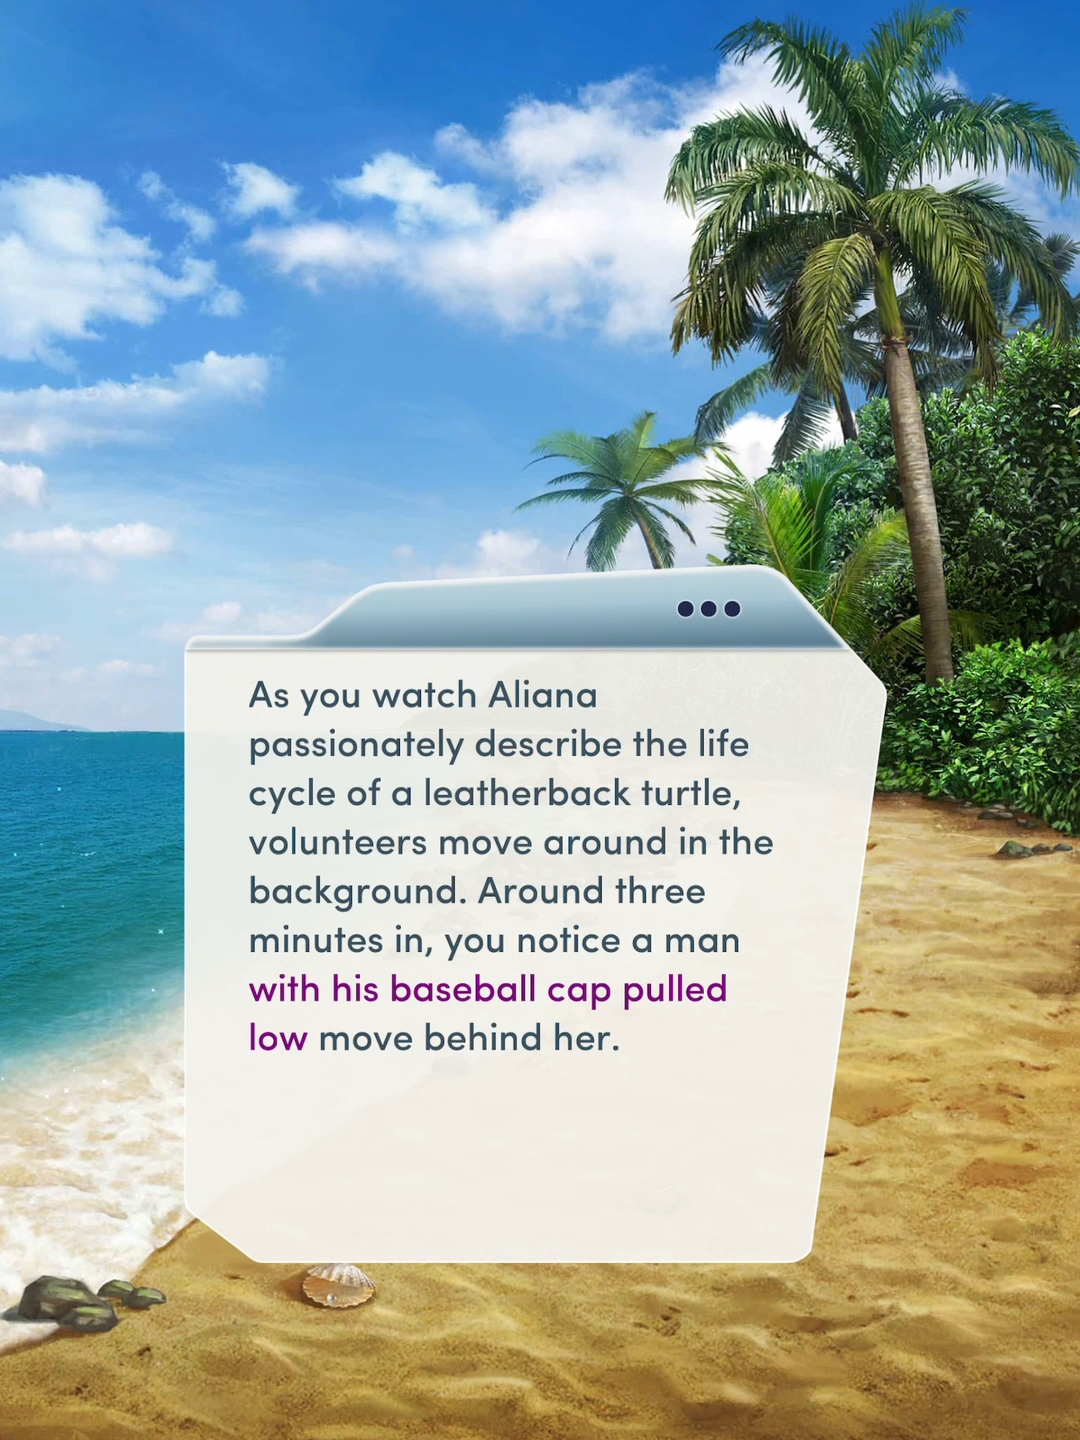 As you watch Aliana
passionately describe the life
cycle of a leatherback turtle,
volunteers move around in the
background. Around three
minutes in, you notice a man
with his baseball cap pulled
low move behind her.